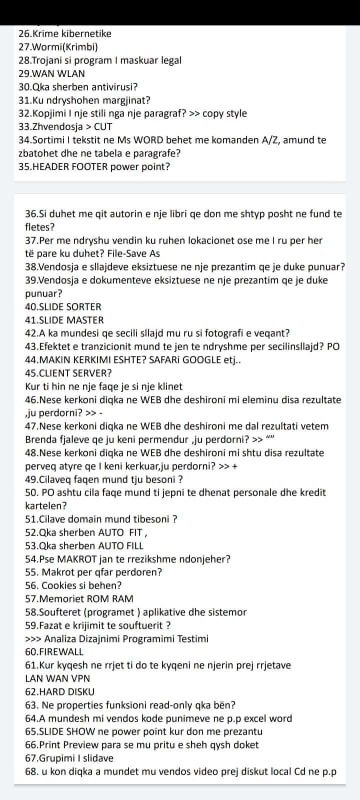 26.Krime kibernetike
27.Wormi(Krimbi)
28.Trojani si program I maskuar legal
29.WAN WLAN
30.Qka sherben antivirusi?
31.Ku ndryshohen marginat?
32.Kopjimi I nje stili nga nje paragraf? >> copy style
33.Zhvendosja > CUT
34.Sortimi I tekstit ne Ms WORD behet me komanden A/Z, amund te
zbatohet dhe ne tabela e paragrafe?
35.HEADER FOOTER power point?
36.Si duhet me qit autorin e nje libri qe don me shtyp posht ne fund te
fletes?
37.Per me ndryshu vendin ku ruhen lokacionet ose me I ru per her
të pare ku duhet? File-Save As
38.Vendosja e sllajdeve eksiztuese ne nje prezantim qe je duke punuar?
39.Vendosja e dokumenteve eksiztuese ne nje prezantim qe je duke
punuar?
40.SLIDE SORTER
41.SLIDE MASTER
42.A ka mundesi qe secili sllajd mu ru si fotografi e veqant?
43.Efektet e tranzicionit mund te jen te ndryshme per secilinsllajd? PO
44.MAKIN KERKIMI ESHTE? SAFARi GOOGLE etj..
45.CLIENT SERVER?
Kur ti hin ne nje faqe je si nje klinet
46.Nese kerkoni diqka ne WEB dhe deshironi mi eleminu disa rezultate
,ju perdorni? >> -
47.Nese kerkoni diqka ne WEB dhe deshironi me dal rezultati vetem
Brenda fjaleve qe ju keni permendur ,ju perdorni? >> “”
48.Nese kerkoni diqka ne WEB dhe deshironi mi shtu disa rezultate
perveq atyre qe I keni kerkuar,ju perdorni? >> +
49.Cilaveq faqen mund tju besoni ?
50. PO ashtu cila faqe mund ti jepni te dhenat personale dhe kredit
kartelen?
51.Cilave domain mund tibesoni ?
52.Qka sherben AUTO FIT ,
53.Qka sherben AUTO FILL
54.Pse MAKROT jan te rrezikshme ndonjeher?
55. Makrot per qfar perdoren?
56. Cookies si behen?
57.Memoriet ROM RAM
58.Softueret (programet ) aplikative dhe sistemor
59.Fazat e krijimit te souftuerit ?
>>> Analiza Dizajnimi Programimi Testimi
60.FIREWALL
61.Kur kyqesh ne rrjet ti do te kyqeni ne njerin prej rrjetave
LAN WAN VPN
62.HARD DISKU
63. Ne properties funksioni read-only qka bën?
64.A mundesh mi vendos kode punimeve ne p.p excel word
65.SLIDE SHOW ne power point kur don me prezantu
66.Print Preview para se mu pritu e sheh qysh doket
67.Grupimi I slidave
68. u kon diqka a mundet mu vendos video prej diskut local Cd ne p.p